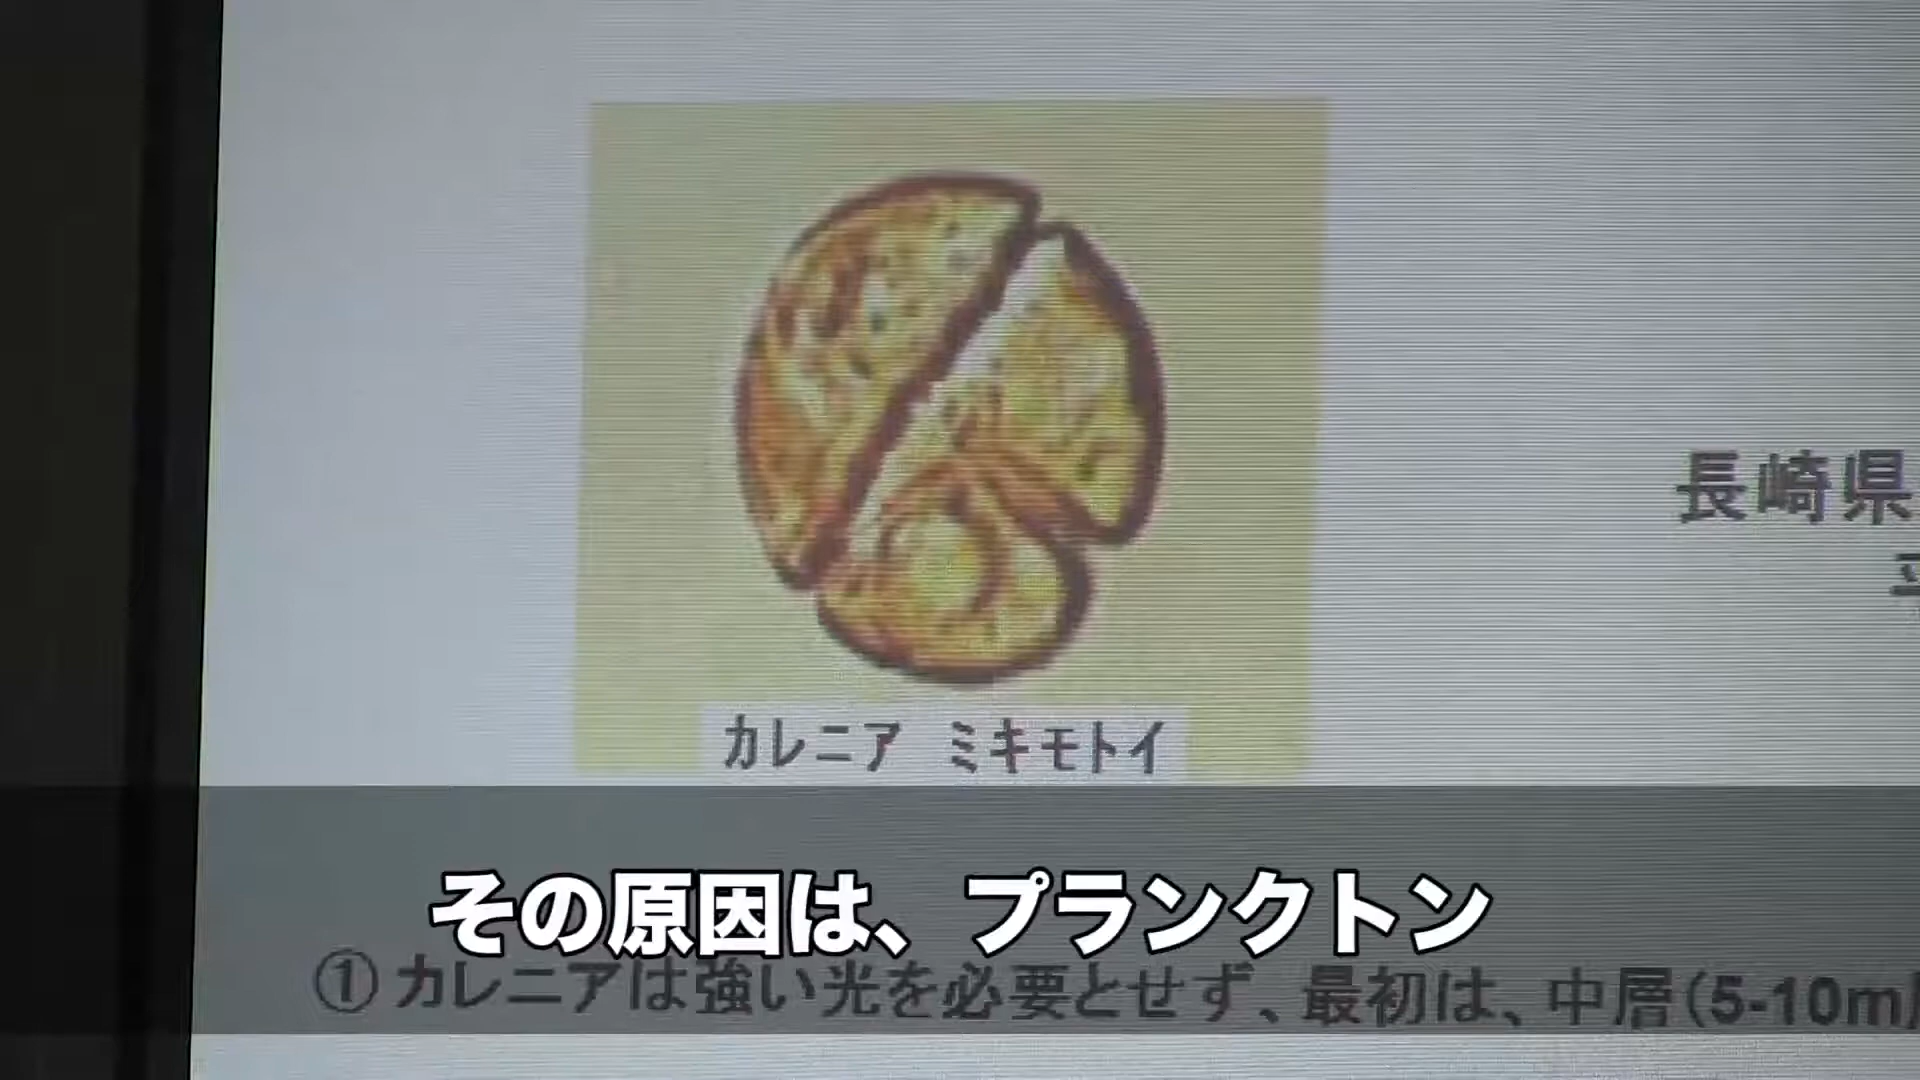 長崎県
カレニア ミキモトイ
その原因は、プランクトン
①カレニアは強い光を必要とせず、最初は、中層(5-10m